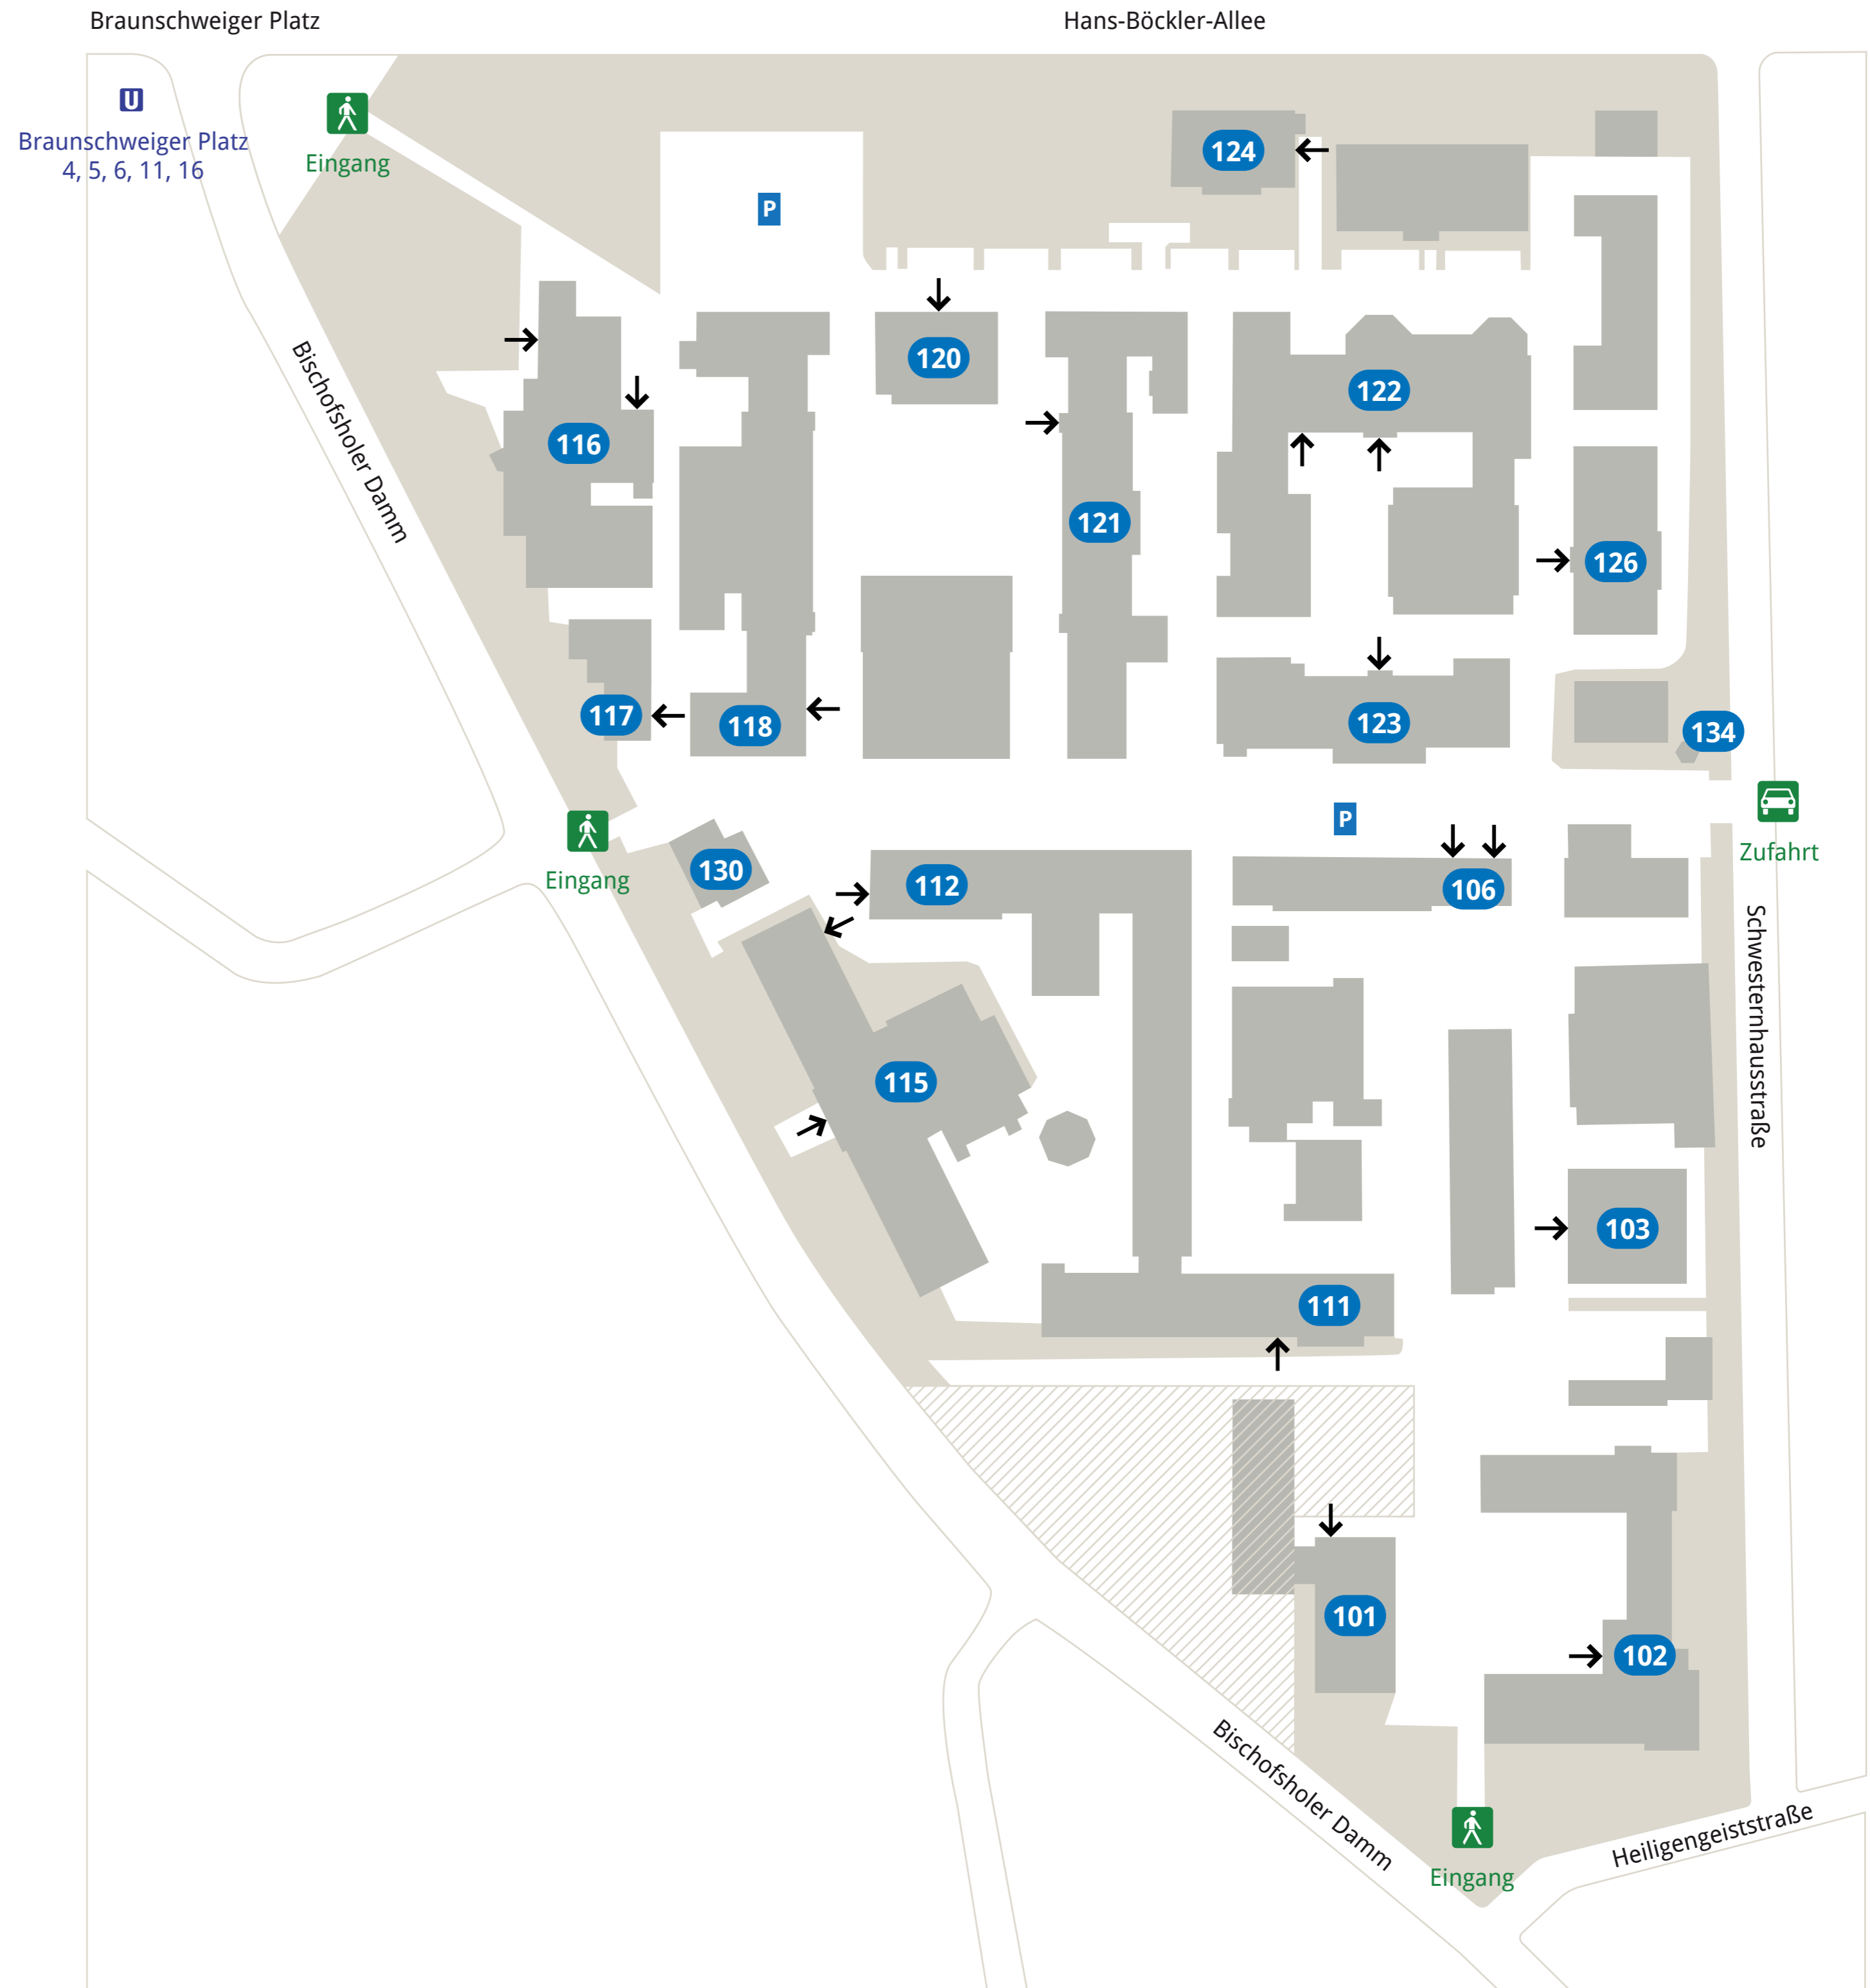 Braunschweiger Platz
Hans-Böckler-Allee
U
Braunschweiger Platz
4, 5, 6, 11, 16
Eingang
P
124
120
122
116
121
126
Bischofsholer Damm
117
118
123
134
P
Zufahrt
Eingang
130
112
106
Schwesternhausstraße
115
103
111
101
102
Bischofsholer Damm
Eingang
Heiligengeiststraße